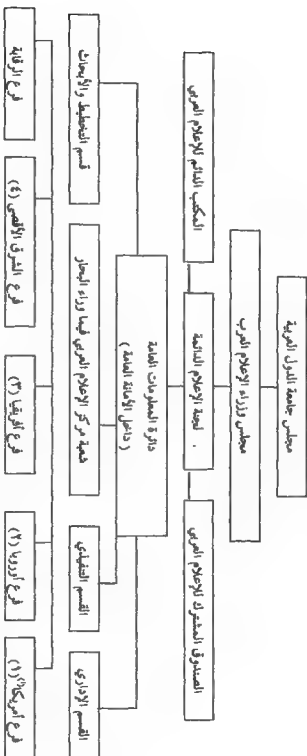 مجلس جامعة الدول العربية
مجلس وزراء الإعلام العرب
المكتب الدائم للإعلام العربي
لجنة الإعلام الدائمة .
الصندوق المشترك للإعلام العربي
دائرة المعلومات العامة
( داخل الأمانة العامة )
قسم التخطيط والأبحاث
شعبة مركز الإعلام العربي فيما وراء البحار
القسم التنفيذي
القسم الإداري
فرع الرقابة
فرع الشرق الأقصى (٤)
فرع أفريقيا (٣)
فرع أوروبا (٢)
فرع أمريكا(١) (١)